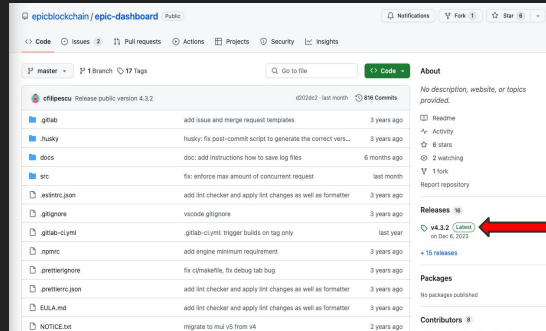 epicblockchain / epic-dashboard Public
Notifications Fork 1 Star 6
Code Issues 2 Pull requests Actions Projects Security Insights
master 1 Branch 17 Tags Go to file Code
cfilipescu Release public version 4.3.2 d202dc2 · last month 816 Commits
.gitlab add issue and merge request templates 3 years ago
.husky husky: fix post-commit script to generate the correct vers... 3 years ago
docs doc: add instructions how to save log files 6 months ago
src fix: enforce max amount of concurrent request last month
.eslintrc.json add lint checker and apply lint changes as well as formatter 3 years ago
.gitignore vscode gitignore 3 years ago
.gitlab-ci.yml .gitlab-ci.yml: trigger builds on tag only last year
.npmrc add engine minimum requirement 3 years ago
.prettierignore fix ci/makefile, fix debug tab bug 3 years ago
.prettierrc.json add lint checker and apply lint changes as well as formatter 3 years ago
EULA.md add lint checker and apply lint changes as well as formatter 3 years ago
NOTICE.txt migrate to mui v5 from v4 2 years ago
About
No description, website, or topics
provided.
Readme
Activity
6 stars
2 watching
1 fork
Report repository
Releases 16
v4.3.2 Latest
on Dec 6, 2023
+ 15 releases
Packages
No packages published
Contributors 8